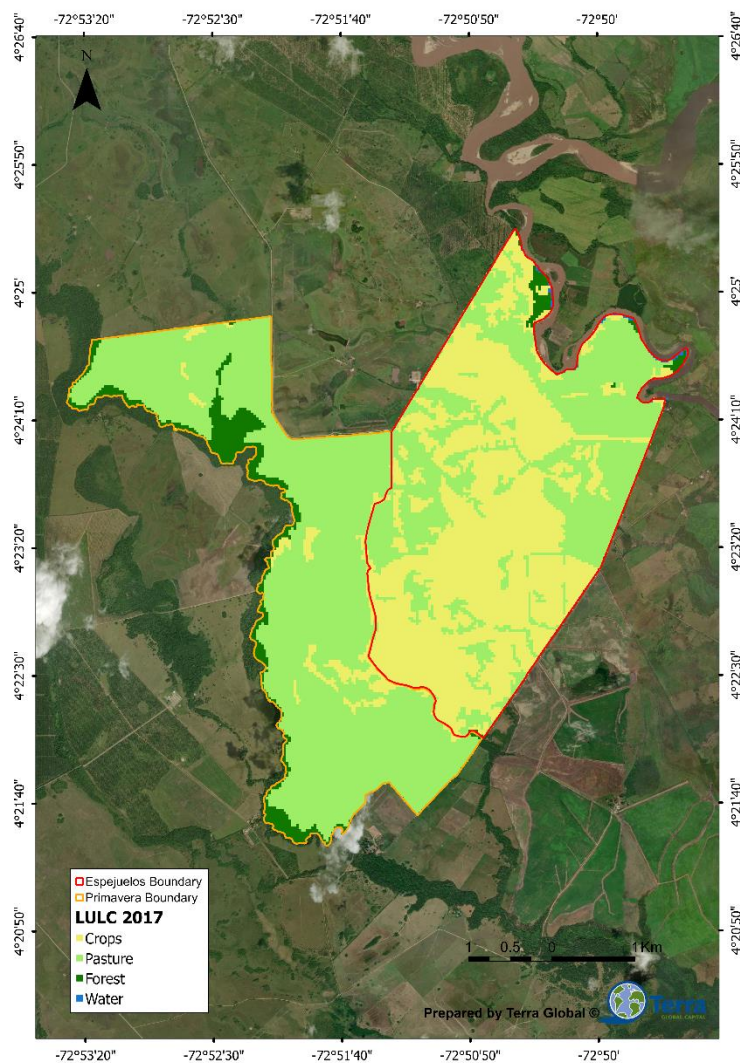 -72°53'20" -72°52'30" -72°51'40" -72°50'50" -72°50'
4°26'40" 4°26'40"
N
4°25'50" 4°25'50"
4°25' 4°25'
4°24'10" 4°24'10"
4°23'20" 4°23'20"
4°22'30" 4°22'30"
4°21'40" 4°21'40"
Espejuelos Boundary
Primavera Boundary
LULC 2017
Crops
Pasture
Forest
Water
4°20'50" 4°20'50"
1 0.5 0 1Km
Prepared by Terra Global ©
Terra
GLOBAL CAPITAL
-72°53'20" -72°52'30" -72°51'40" -72°50'50" -72°50'